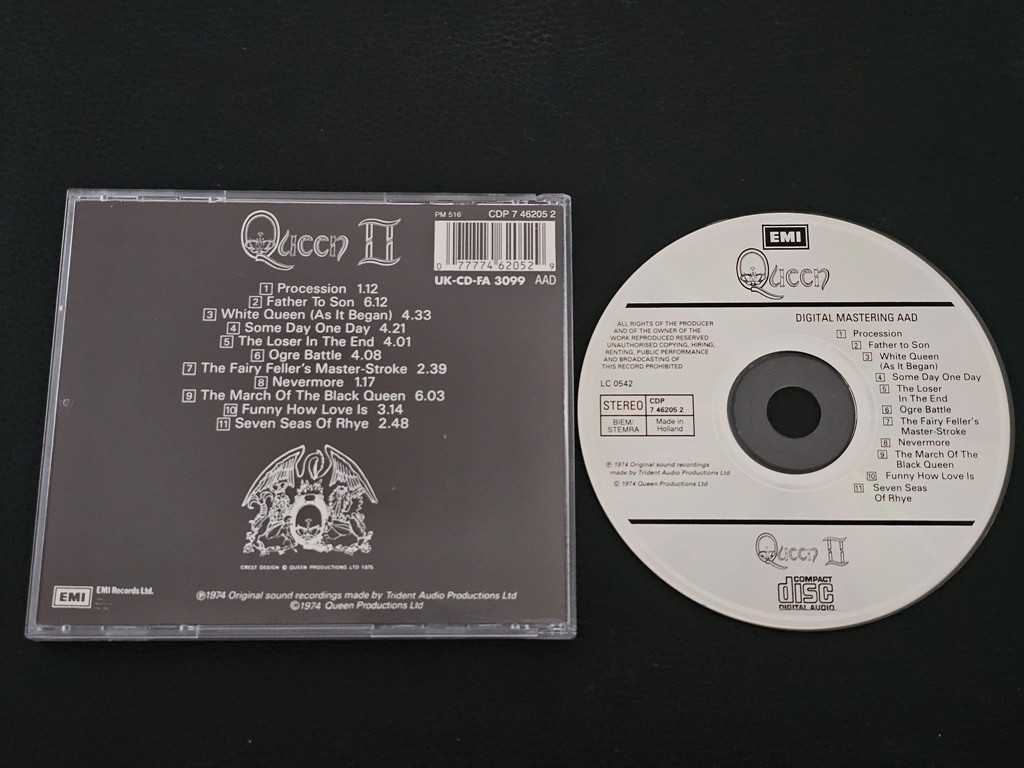 Queen II
PM 516
CDP 7 46205 2
0 77774 62052 9
UK-CD-FA 3099 AAD
1 Procession 1.12
2 Father To Son 6.12
3 White Queen (As It Began) 4.33
4 Some Day One Day 4.21
5 The Loser In The End 4.01
6 Ogre Battle 4.08
7 The Fairy Feller's Master-Stroke 2.39
8 Nevermore 1.17
9 The March Of The Black Queen 6.03
10 Funny How Love Is 3.14
11 Seven Seas Of Rhye 2.48
CREST DESIGN © QUEEN PRODUCTIONS LTD 1975
EMI
EMI Records Ltd.
℗1974 Original sound recordings made by Trident Audio Productions Ltd
©1974 Queen Productions Ltd
EMI
Queen
DIGITAL MASTERING AAD
ALL RIGHTS OF THE PRODUCER
AND OF THE OWNER OF THE
WORK REPRODUCED RESERVED
UNAUTHORISED COPYING, HIRING,
RENTING, PUBLIC PERFORMANCE
AND BROADCASTING OF
THIS RECORD PROHIBITED
LC 0542
STEREO
CDP
7 46205 2
BIEM/
STEMRA
Made in
Holland
℗ 1974 Original sound recordings
made by Trident Audio Productions Ltd
© 1974 Queen Productions Ltd
1 Procession
2 Father to Son
3 White Queen
(As It Began)
4 Some Day One Day
5 The Loser
In The End
6 Ogre Battle
7 The Fairy Feller's
Master-Stroke
8 Nevermore
9 The March Of The
Black Queen
10 Funny How Love Is
11 Seven Seas
Of Rhye
Queen II
COMPACT
disc
DIGITAL AUDIO